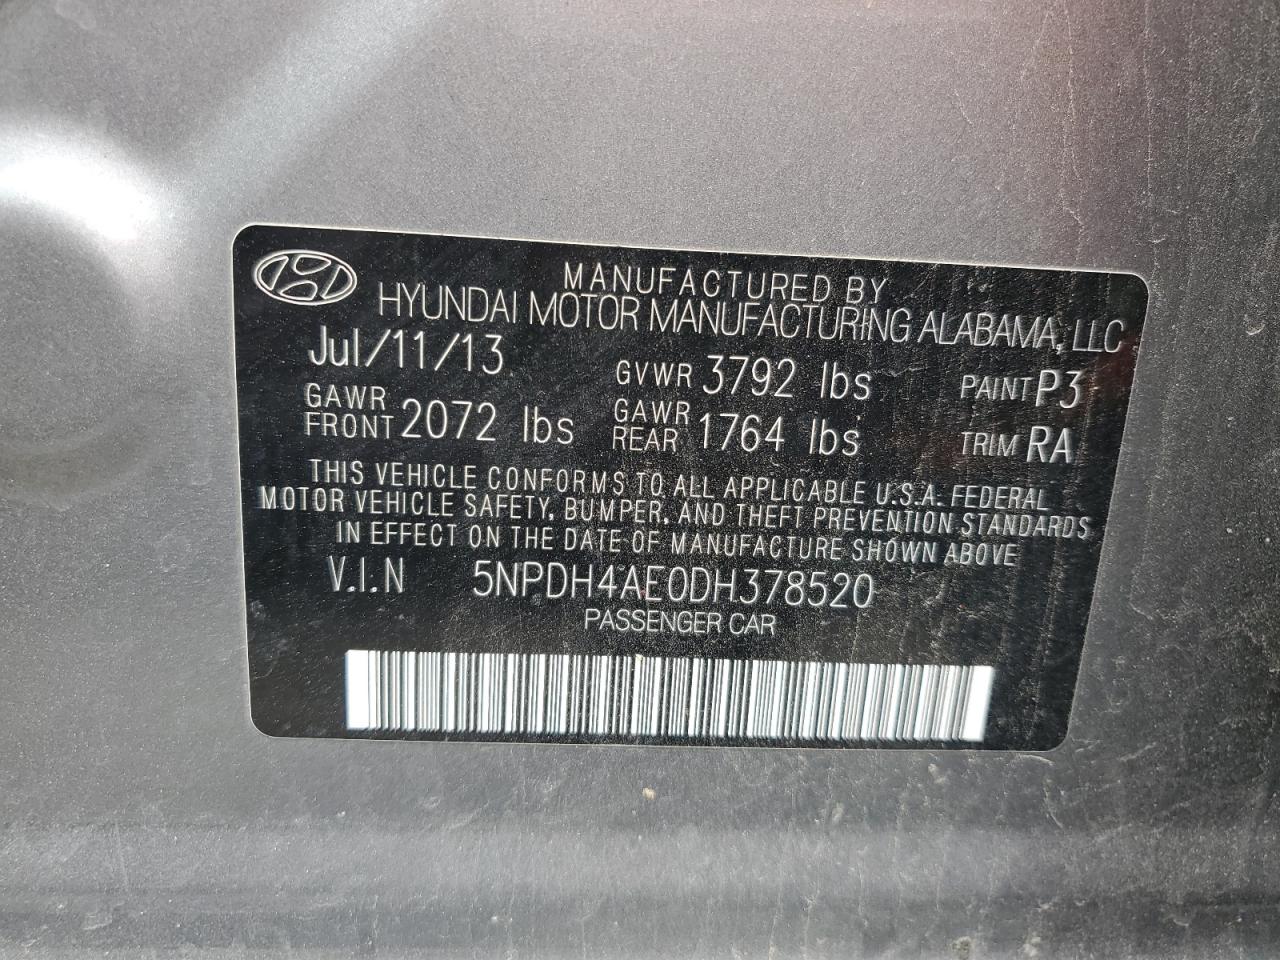 MANUFACTURED BY
HYUNDAI MOTOR MANUFACTURING ALABAMA, LLC
Jul/11/13 GVWR 3792 lbs PAINT P3
GAWR FRONT 2072 lbs GAWR REAR 1764 lbs TRIM RA
THIS VEHICLE CONFORMS TO ALL APPLICABLE U.S.A. FEDERAL
MOTOR VEHICLE SAFETY, BUMPER, AND THEFT PREVENTION STANDARDS
IN EFFECT ON THE DATE OF MANUFACTURE SHOWN ABOVE
V.I.N 5NPDH4AE0DH378520
PASSENGER CAR